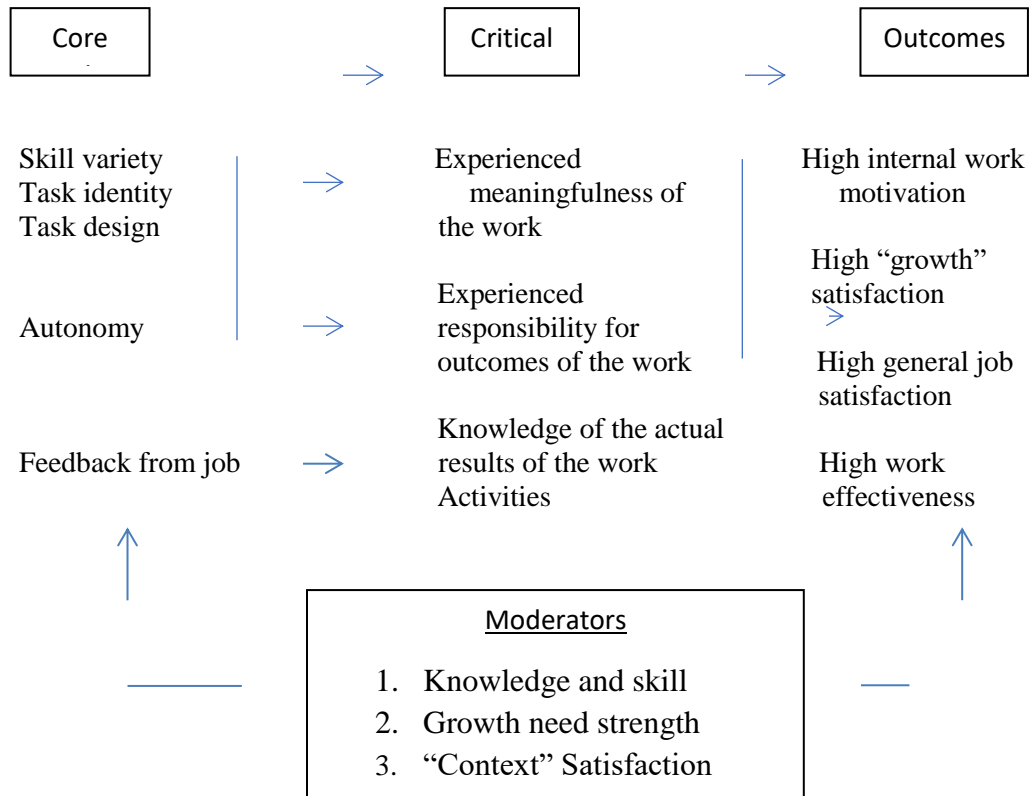 Core
Critical
Outcomes
Skill variety
Task identity
Task design
Experienced
meaningfulness of
the work
High internal work
motivation
High “growth”
satisfaction
Autonomy
Experienced
responsibility for
outcomes of the work
High general job
satisfaction
Feedback from job
Knowledge of the actual
results of the work
Activities
High work
effectiveness
Moderators
1. Knowledge and skill
2. Growth need strength
3. “Context” Satisfaction